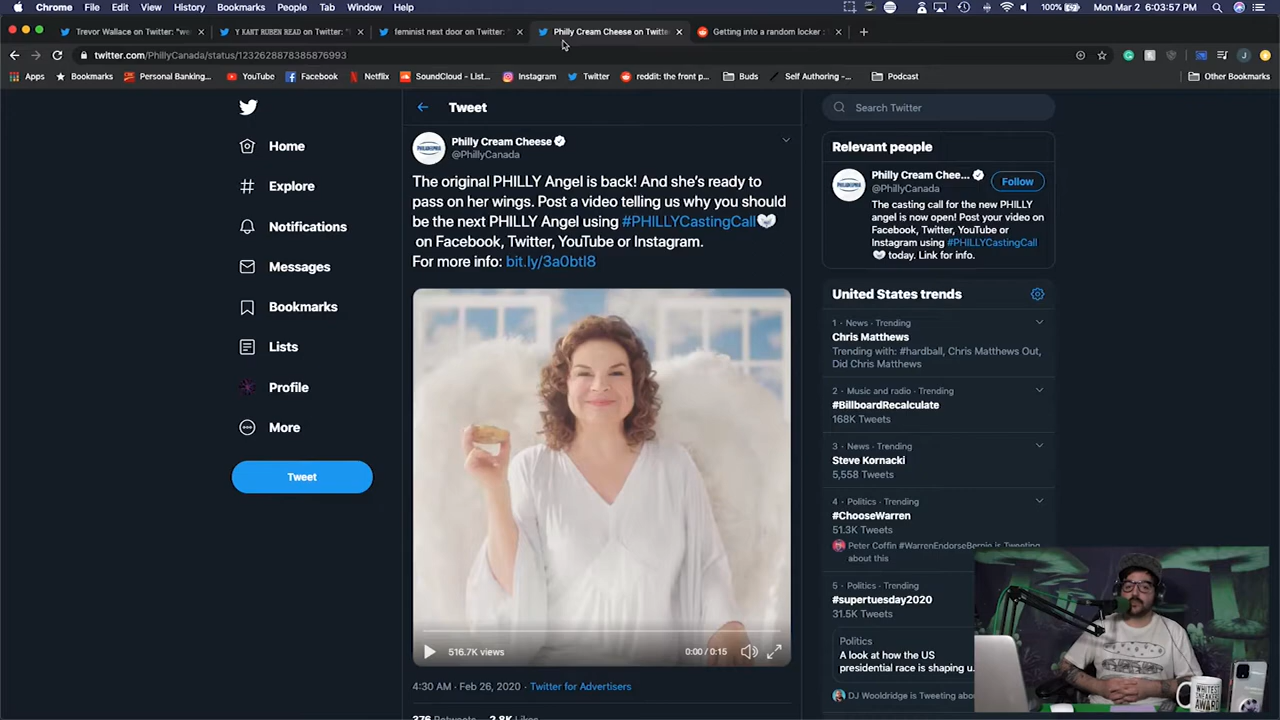 Chrome File Edit View History Bookmarks People Tab Window Help
100% Mon Mar 2 6:03:57 PM
Trevor Wallace on Twitter: "we
Y KANT RUBEN READ on Twitter: "
feminist next door on Twitter: "
Philly Cream Cheese on Twitte
Getting into a random locker :
twitter.com/PhillyCanada/status/1232628878385876993
Apps
Bookmarks
Personal Banking...
YouTube
Facebook
Netflix
SoundCloud - List...
Instagram
Twitter
reddit: the front p...
Buds
Self Authoring -...
Podcast
Other Bookmarks
Home
Explore
Notifications
Messages
Bookmarks
Lists
Profile
More
Tweet
Tweet
Philly Cream Cheese
@PhillyCanada
The original PHILLY Angel is back! And she's ready to
pass on her wings. Post a video telling us why you should
be the next PHILLY Angel using #PHILLYCastingCall
on Facebook, Twitter, YouTube or Instagram.
For more info: bit.ly/3a0btI8
516.7K views
0:00 / 0:15
4:30 AM · Feb 26, 2020 · Twitter for Advertisers
376 Retweets 2.8K Likes
Search Twitter
Relevant people
Philly Cream Chee...
@PhillyCanada
Follow
The casting call for the new PHILLY
angel is now open! Post your video on
Facebook, Twitter, YouTube or
Instagram using #PHILLYCastingCall
today. Link for info.
United States trends
1 · News · Trending
Chris Matthews
Trending with: #hardball, Chris Matthews Out,
Did Chris Matthews
2 · Music and radio · Trending
#BillboardRecalculate
168K Tweets
3 · News · Trending
Steve Kornacki
5,558 Tweets
4 · Politics · Trending
#ChooseWarren
51.3K Tweets
Peter Coffin #WarrenEndorseBernie is Tweeting
about this
5 · Politics · Trending
#supertuesday2020
31.5K Tweets
Politics
A look at how the US
presidential race is shaping u
DJ Wooldridge is Tweeting abou
WHITEST
SNEAKERS
AWARD